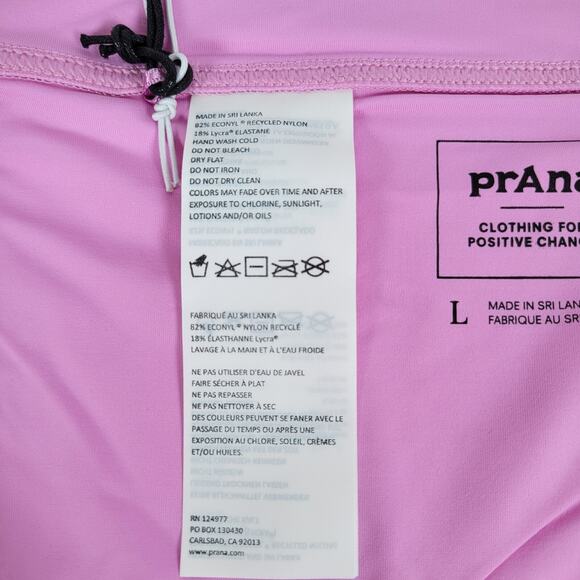 MADE IN SRI LANKA
82% ECONYL® RECYCLED NYLON
18% Lycra® ELASTANE
HAND WASH COLD
DO NOT BLEACH
DRY FLAT
DO NOT IRON
DO NOT DRY CLEAN
COLORS MAY FADE OVER TIME AND AFTER
EXPOSURE TO CHLORINE, SUNLIGHT,
LOTIONS AND/OR OILS
FABRIQUÉ AU SRI LANKA
82% ECONYL® NYLON RECYCLÉ
18% ÉLASTHANNE Lycra®
LAVAGE À LA MAIN ET À L'EAU FROIDE
NE PAS UTILISER D'EAU DE JAVEL
FAIRE SÉCHER À PLAT
NE PAS REPASSER
NE PAS NETTOYER À SEC
DES COULEURS PEUVENT SE FANER AVEC LE
PASSAGE DU TEMPS OU APRÈS UNE
EXPOSITION AU CHLORE, SOLEIL, CRÈMES
ET/OU HUILES.
RN 124977
PO BOX 130430
CARLSBAD, CA 92013
www.prana.com
prAna
CLOTHING FOR
POSITIVE CHANG
L
MADE IN SRI LAN
FABRIQUE AU SR